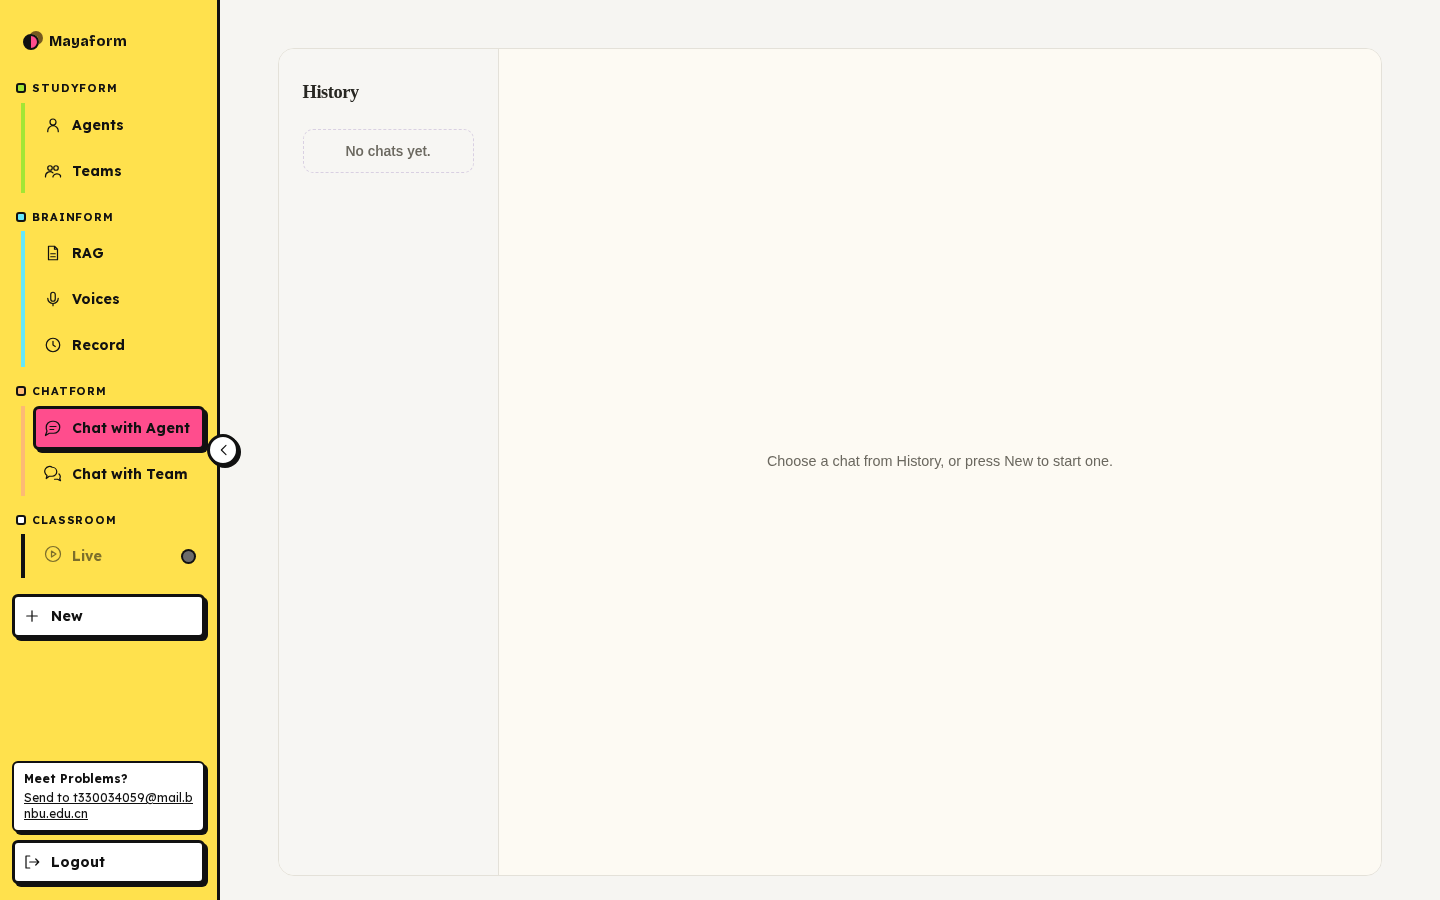 Mayaform
STUDYFORM
Agents
Teams
BRAINFORM
RAG
Voices
Record
CHATFORM
Chat with Agent
Chat with Team
CLASSROOM
Live
New
Meet Problems?
Send to t330034059@mail.b
nbu.edu.cn
Logout
History
No chats yet.
Choose a chat from History, or press New to start one.